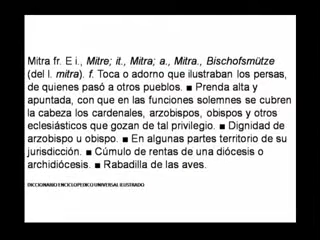 Mitra fr. E i., Mitre; it., Mitra; a., Mitra., Bischofsmütze
(del l. mitra). f. Toca o adorno que ilustraban los persas,
de quienes pasó a otros pueblos. ■ Prenda alta y
apuntada, con que en las funciones solemnes se cubren
la cabeza los cardenales, arzobispos, obispos y otros
eclesiásticos que gozan de tal privilegio. ■ Dignidad de
arzobispo u obispo. ■ En algunas partes territorio de su
jurisdicción. ■ Cúmulo de rentas de una diócesis o
archidiócesis. ■ Rabadilla de las aves.
DICCIONARIO ENCICLOPEDICO UNIVERSAL ILUSTRADO